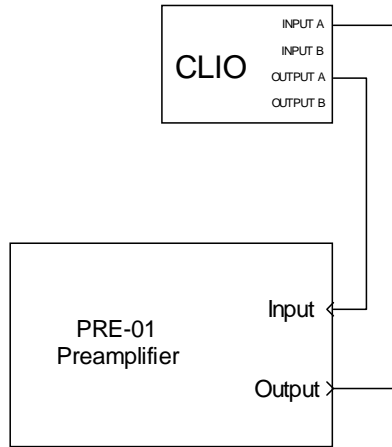 INPUT A
INPUT B
CLIO
OUTPUT A
OUTPUT B
Input
PRE-01
Preamplifier
Output